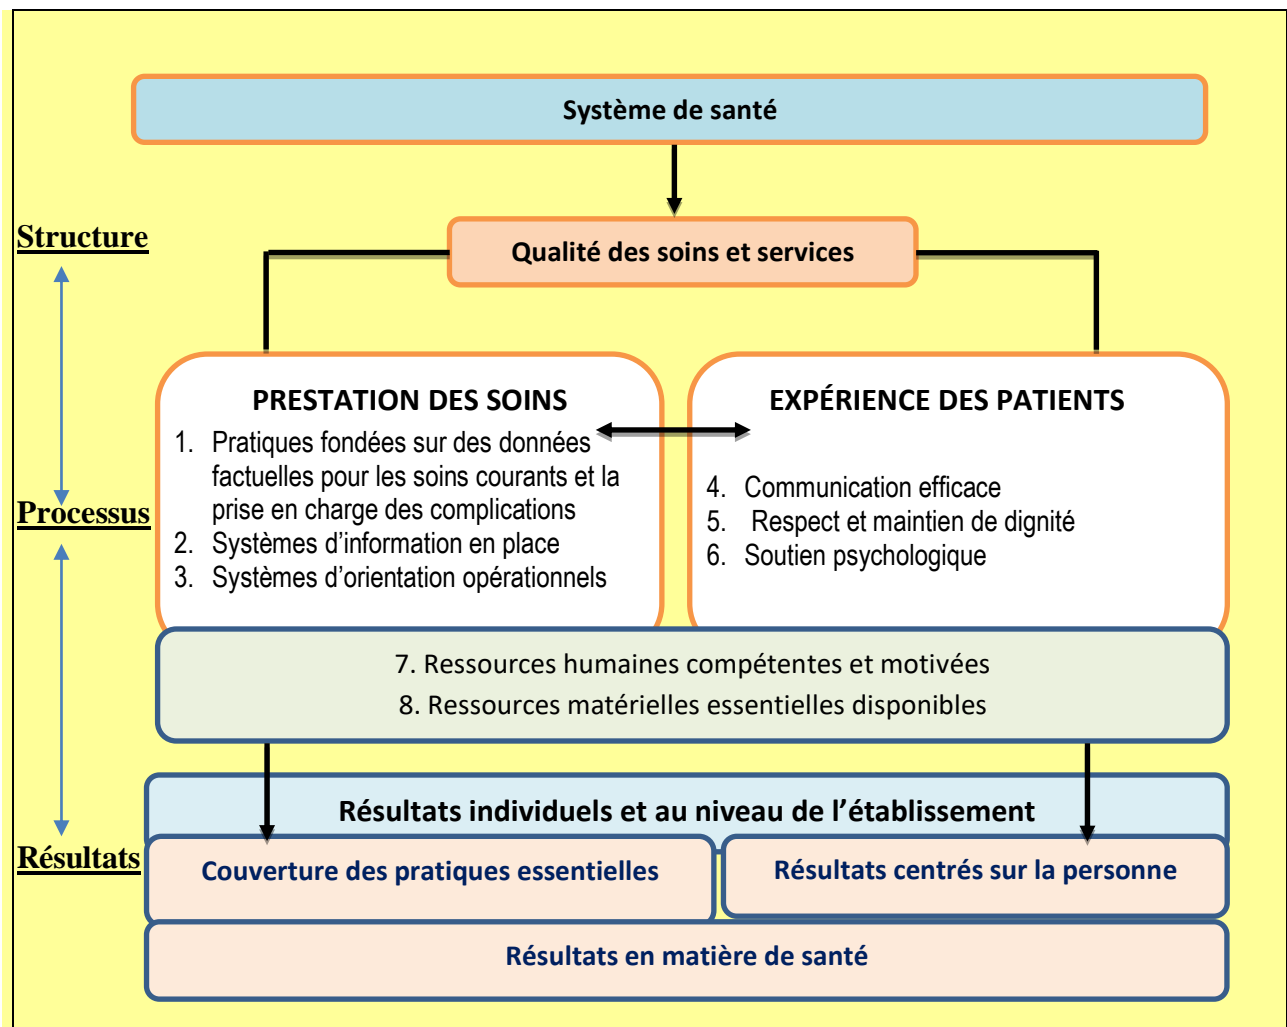 Système de santé
Structure
Qualité des soins et services
PRESTATION DES SOINS
1. Pratiques fondées sur des données
factuelles pour les soins courants et la
prise en charge des complications
2. Systèmes d’information en place
3. Systèmes d’orientation opérationnels
EXPÉRIENCE DES PATIENTS
4. Communication efficace
5. Respect et maintien de dignité
6. Soutien psychologique
Processus
7. Ressources humaines compétentes et motivées
8. Ressources matérielles essentielles disponibles
Résultats individuels et au niveau de l’établissement
Résultats
Couverture des pratiques essentielles
Résultats centrés sur la personne
Résultats en matière de santé